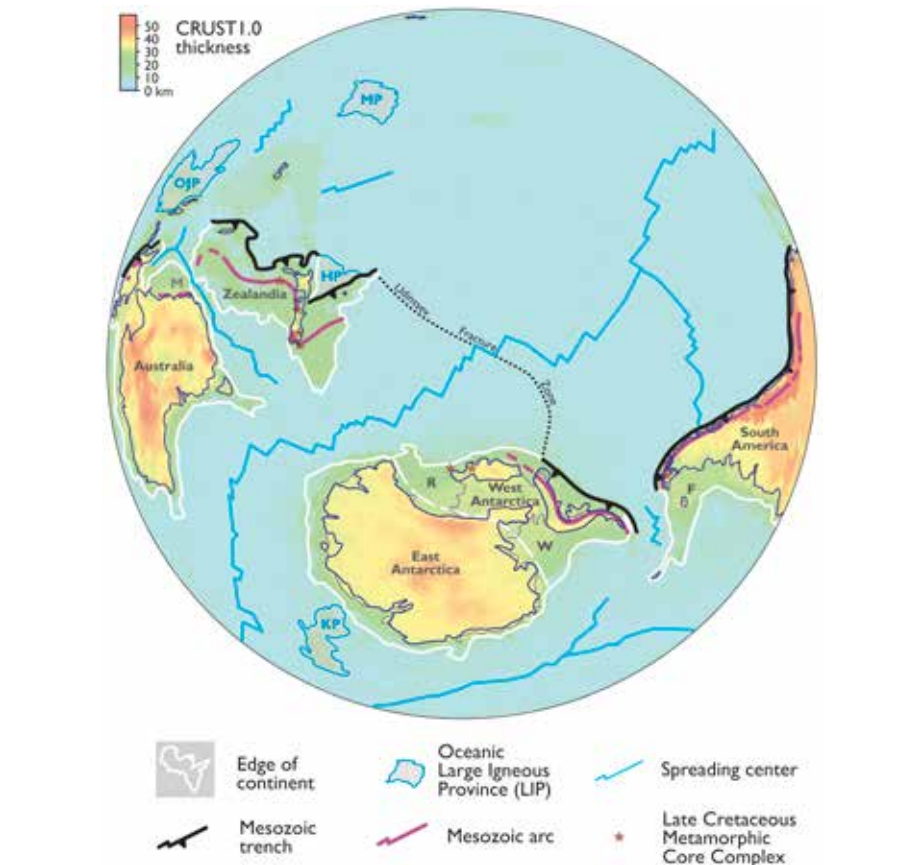 CRUST1.0
thickness
50
40
30
20
10
0 km
MP
OJP
HP
M
Zealandia
Udintsev
Fracture
Zone
Australia
South
America
F
R
West
Antarctica
W
East
Antarctica
KP
Edge of
continent
Oceanic
Large Igneous
Province (LIP)
Spreading center
Mesozoic
trench
Mesozoic arc
Late Cretaceous
Metamorphic
Core Complex